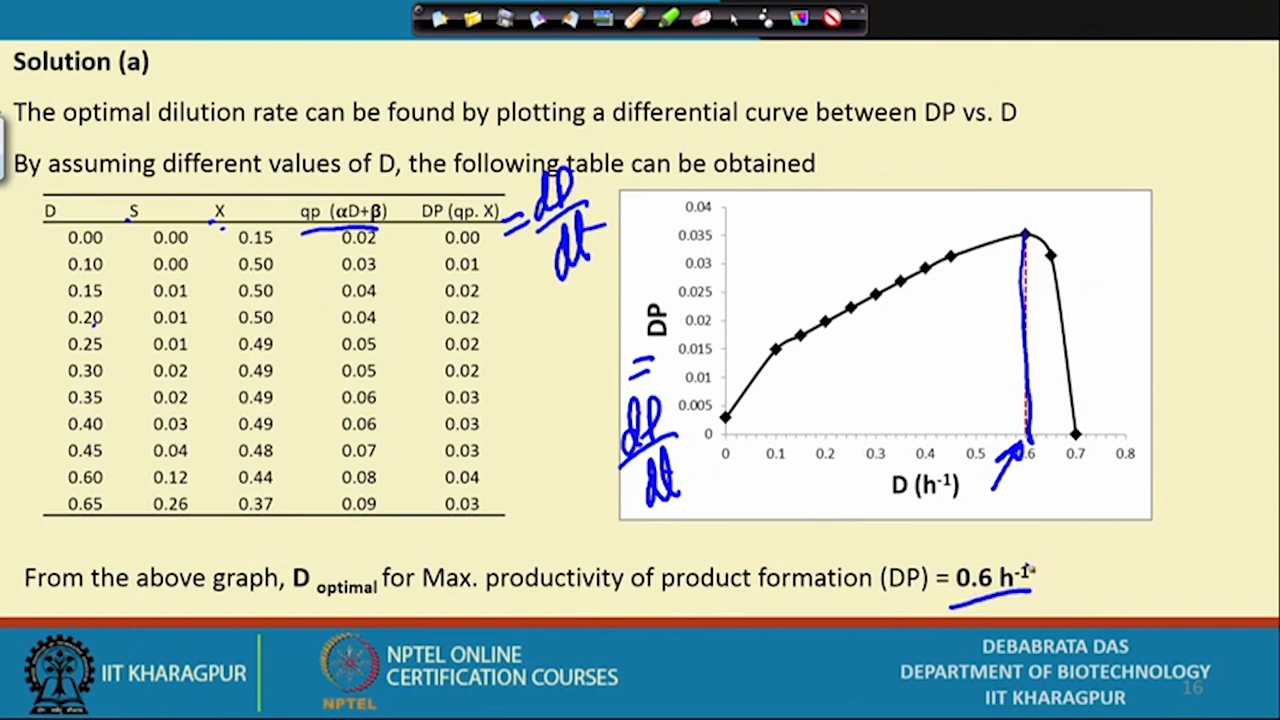 Solution (a)
The optimal dilution rate can be found by plotting a differential curve between DP vs. D
By assuming different values of D, the following table can be obtained
D S X qp (αD+β) DP (qp. X)
0.00 0.00 0.15 0.02 0.00
0.10 0.00 0.50 0.03 0.01
0.15 0.01 0.50 0.04 0.02
0.20 0.01 0.50 0.04 0.02
0.25 0.01 0.49 0.05 0.02
0.30 0.02 0.49 0.05 0.02
0.35 0.02 0.49 0.06 0.03
0.40 0.03 0.49 0.06 0.03
0.45 0.04 0.48 0.07 0.03
0.60 0.12 0.44 0.08 0.04
0.65 0.26 0.37 0.09 0.03
= dP
dt
0.04
0.035
0.03
0.025
0.02
0.015
0.01
0.005
0
DP
=
dP
dt
0 0.1 0.2 0.3 0.4 0.5 0.6 0.7 0.8
D (h-1)
From the above graph, D optimal for Max. productivity of product formation (DP) = 0.6 h-1
IIT KHARAGPUR
NPTEL
NPTEL ONLINE
CERTIFICATION COURSES
DEBABRATA DAS
DEPARTMENT OF BIOTECHNOLOGY
IIT KHARAGPUR
16